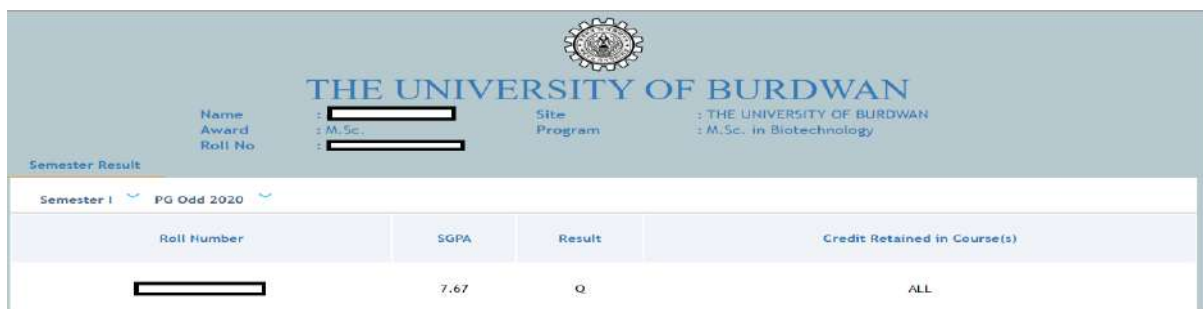 THE UNIVERSITY OF BURDWAN
Name : Site : THE UNIVERSITY OF BURDWAN
Award : M.Sc. Program : M.Sc. in Biotechnology
Roll No :
Semester Result
Semester I PG Odd 2020
Roll Number SGPA Result Credit Retained in Course(s)
7.67 Q ALL